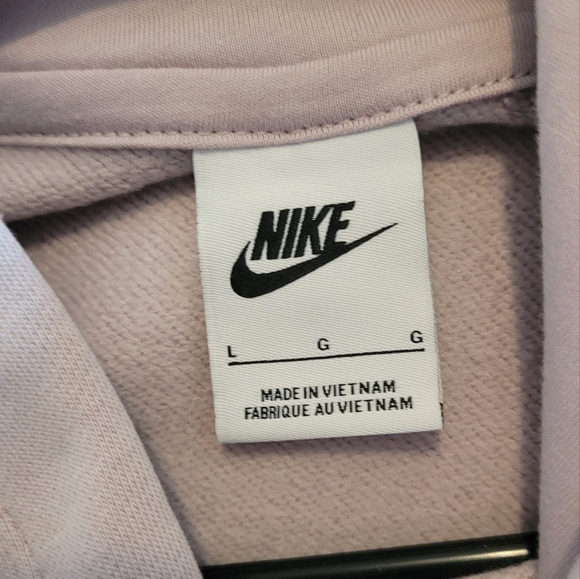 NIKE
L G G
MADE IN VIETNAM
FABRIQUE AU VIETNAM